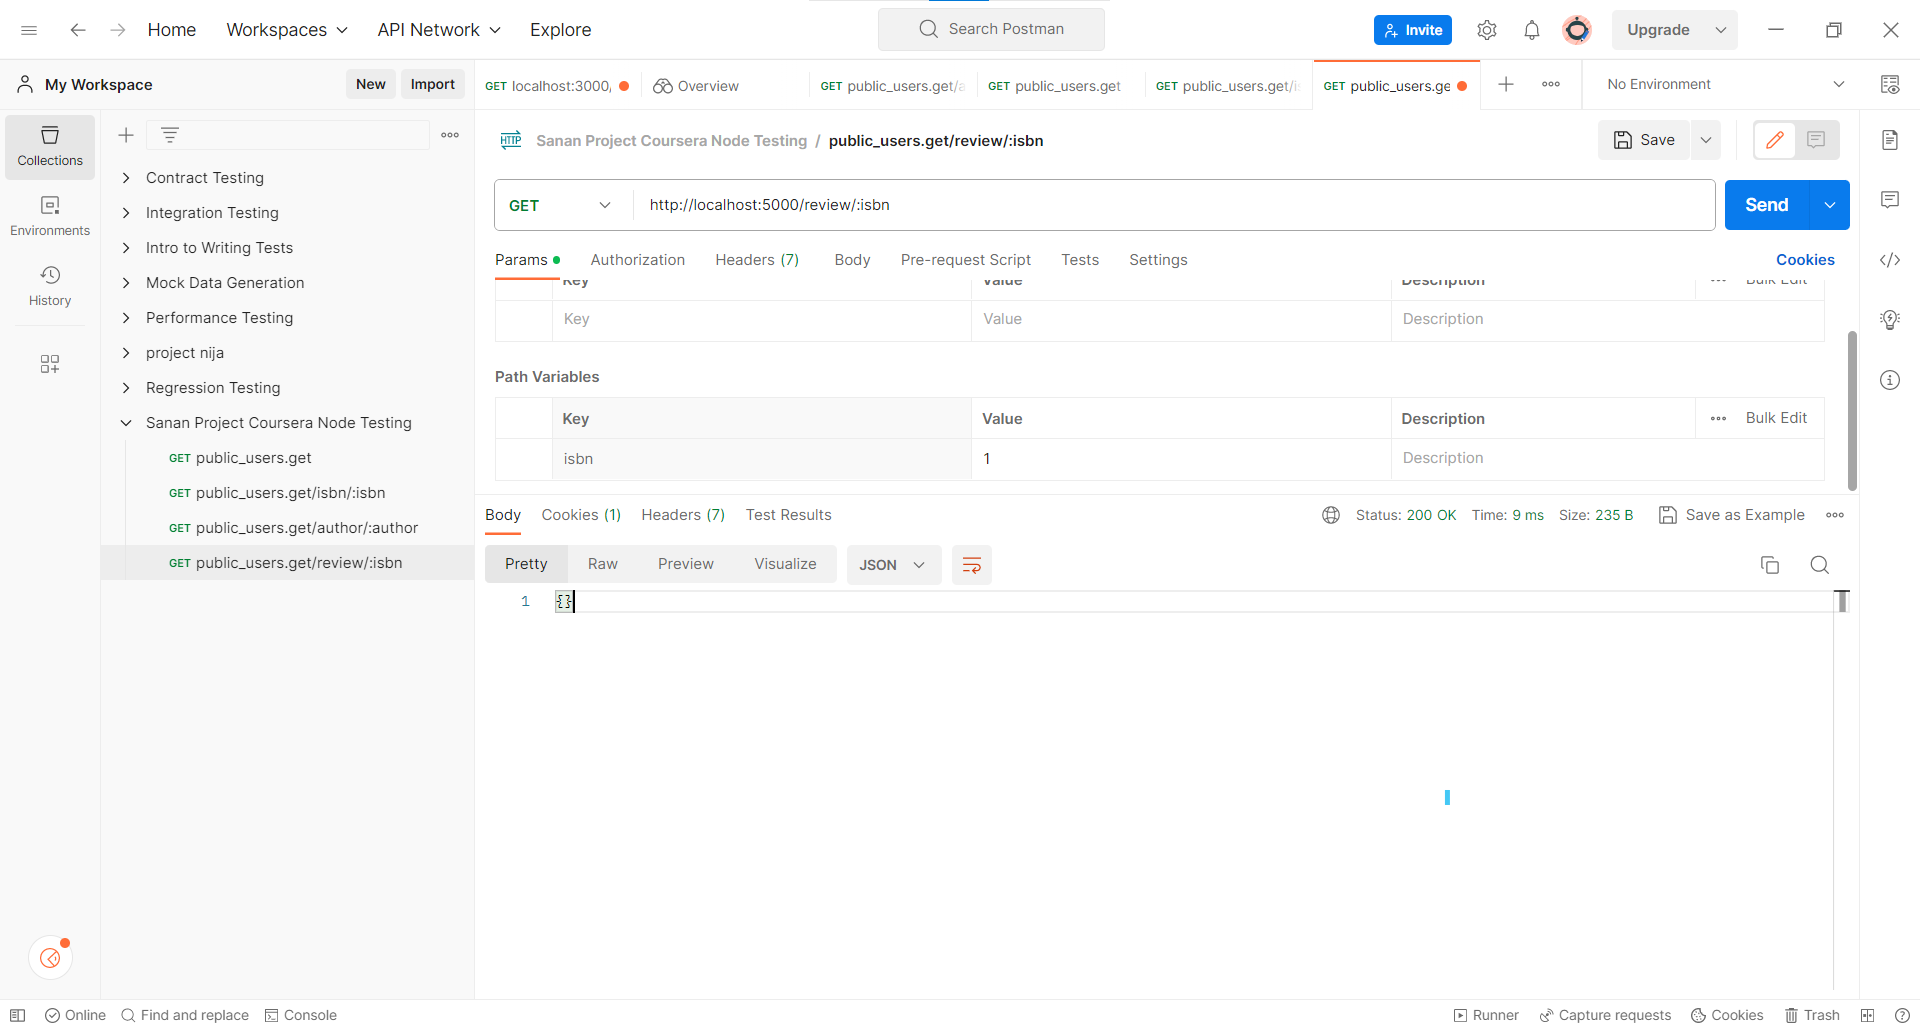 Home Workspaces API Network Explore Search Postman Invite Upgrade
My Workspace New Import GET localhost:3000/ Overview GET public_users.get/a GET public_users.get GET public_users.get/is GET public_users.ge No Environment
Collections
Environments
History
Contract Testing
Integration Testing
Intro to Writing Tests
Mock Data Generation
Performance Testing
project nija
Regression Testing
Sanan Project Coursera Node Testing
GET public_users.get
GET public_users.get/isbn/:isbn
GET public_users.get/author/:author
GET public_users.get/review/:isbn
HTTP Sanan Project Coursera Node Testing / public_users.get/review/:isbn Save
GET http://localhost:5000/review/:isbn Send
Params Authorization Headers (7) Body Pre-request Script Tests Settings Cookies
Key Value Description Bulk Edit
Key Value Description
Path Variables
Key Value Description Bulk Edit
isbn 1 Description
Body Cookies (1) Headers (7) Test Results Status: 200 OK Time: 9 ms Size: 235 B Save as Example
Pretty Raw Preview Visualize JSON
1 {}
Online Find and replace Console Runner Capture requests Cookies Trash